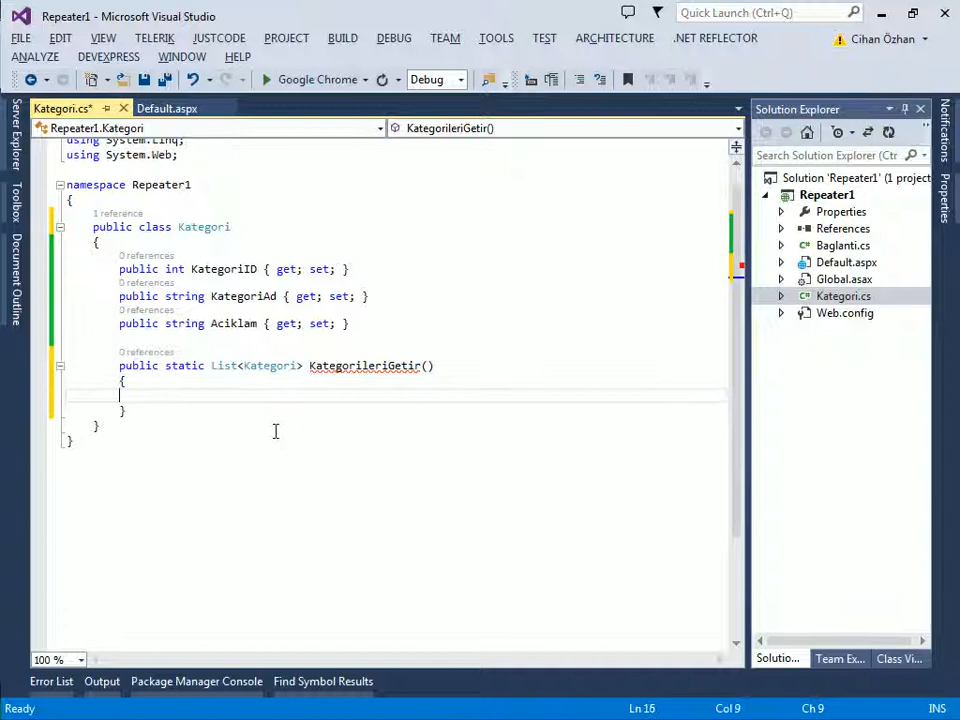 Repeater1 - Microsoft Visual Studio
Quick Launch (Ctrl+Q)
FILE EDIT VIEW TELERIK JUSTCODE PROJECT BUILD DEBUG TEAM TOOLS TEST ARCHITECTURE .NET REFLECTOR Cihan Özhan
ANALYZE DEVEXPRESS WINDOW HELP
Google Chrome Debug
Kategori.cs* Default.aspx
Repeater1.Kategori KategorileriGetir()
using System.Linq;
using System.Web;
namespace Repeater1
{
1 reference
public class Kategori
{
0 references
public int KategoriID { get; set; }
0 references
public string KategoriAd { get; set; }
0 references
public string Aciklam { get; set; }
0 references
public static List<Kategori> KategorileriGetir()
{
}
}
}
100 %
Server Explorer
Toolbox
Document Outline
Solution Explorer
Search Solution Explorer (Ctr
Solution 'Repeater1' (1 project
Repeater1
Properties
References
Baglanti.cs
Default.aspx
Global.asax
Kategori.cs
Web.config
Solutio... Team Ex... Class Vi...
Notifications
Properties
Error List Output Package Manager Console Find Symbol Results
Ready Ln 15 Col 9 Ch 9 INS